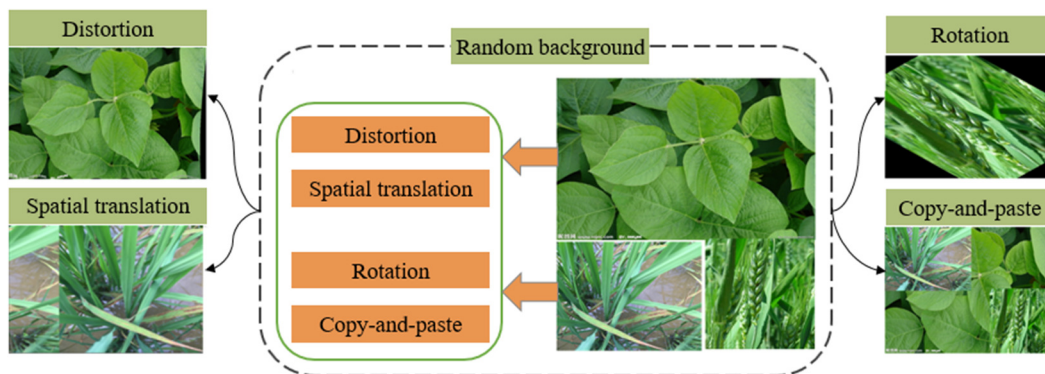 Distortion
Random background
Rotation
Distortion
Spatial translation
Spatial translation
Copy-and-paste
Rotation
Copy-and-paste